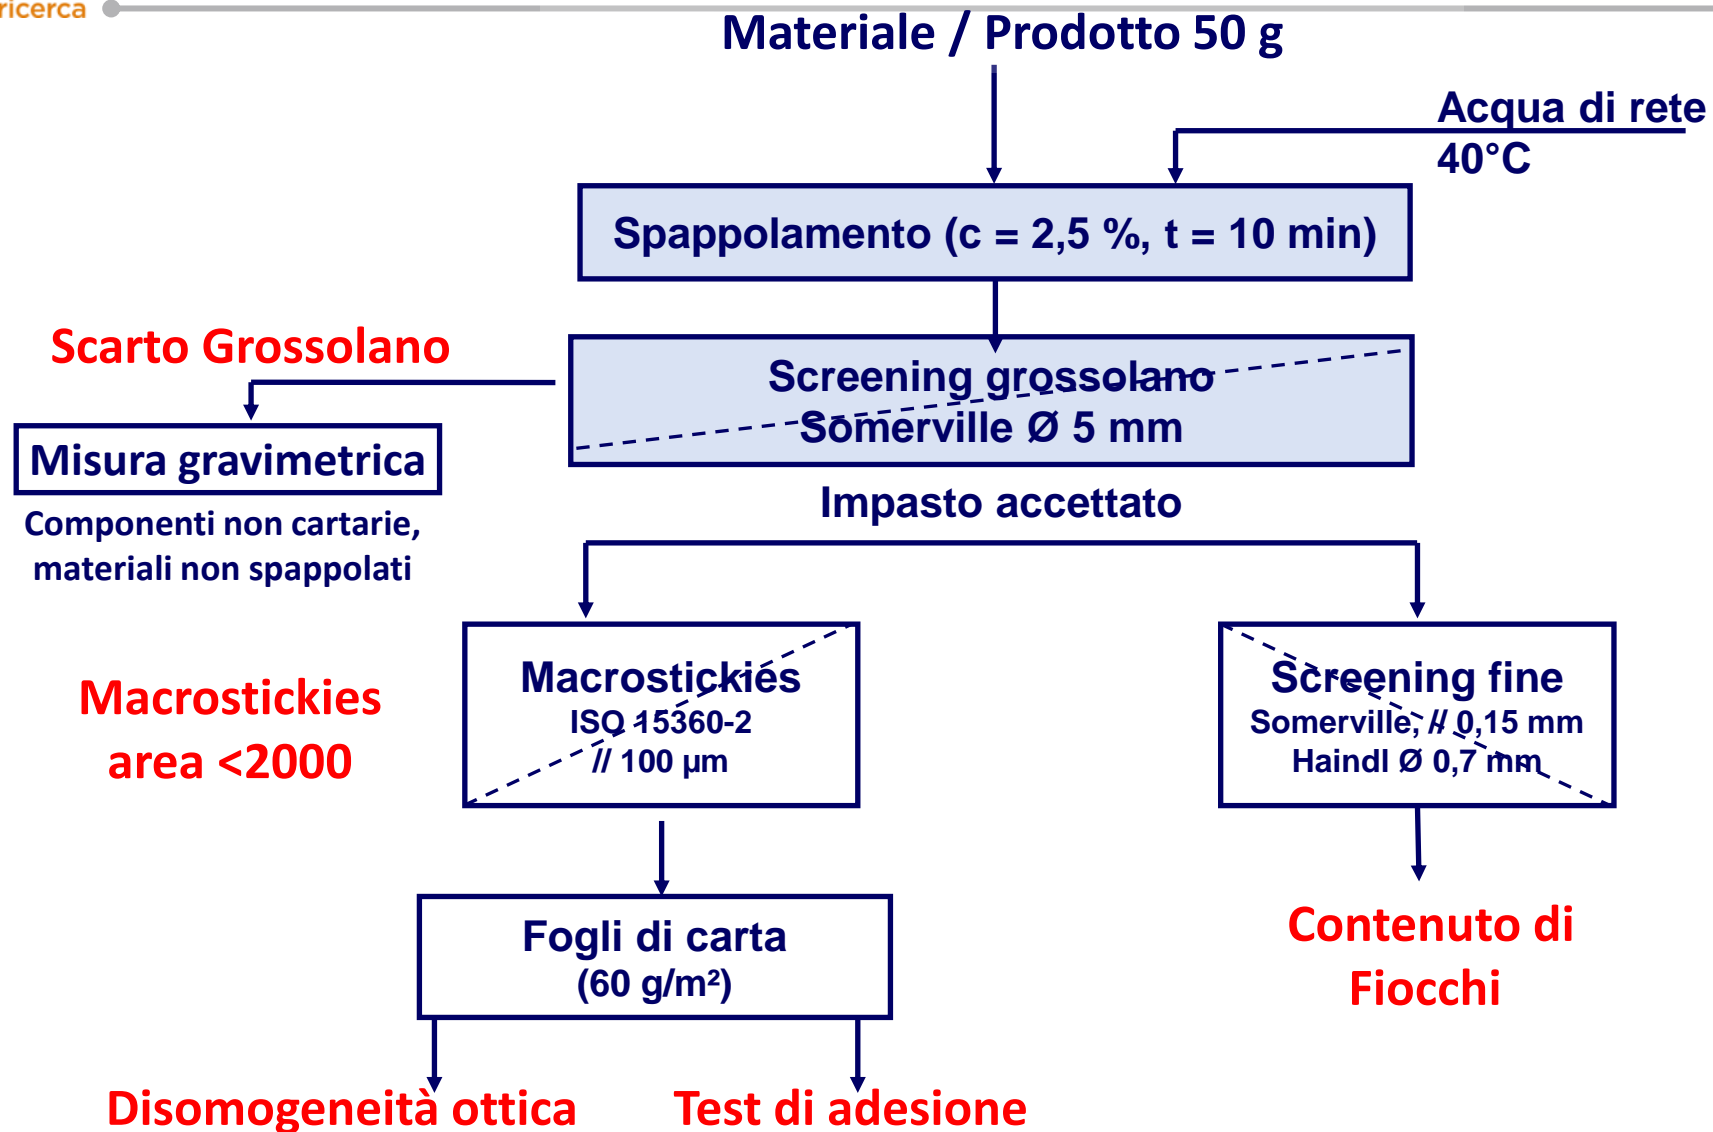 ricerca
Materiale / Prodotto 50 g
Acqua di rete
40°C
Spappolamento (c = 2,5 %, t = 10 min)
Scarto Grossolano
Screening grossolano
Somerville Ø 5 mm
Misura gravimetrica
Componenti non cartarie,
materiali non spappolati
Impasto accettato
Macrostickies
area <2000
Macrostickies
ISO 15360-2
// 100 µm
Screening fine
Somerville, // 0,15 mm
Haindl Ø 0,7 mm
Fogli di carta
(60 g/m²)
Contenuto di
Fiocchi
Disomogeneità ottica
Test di adesione